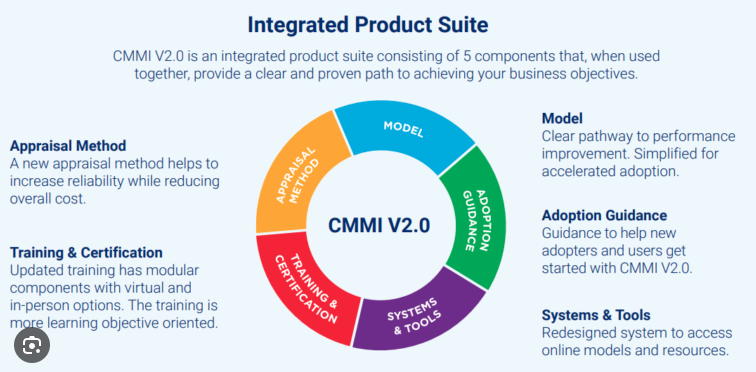 Integrated Product Suite
CMMI V2.0 is an integrated product suite consisting of 5 components that, when used
together, provide a clear and proven path to achieving your business objectives.
Appraisal Method
A new appraisal method helps to
increase reliability while reducing
overall cost.
Training & Certification
Updated training has modular
components with virtual and
in-person options. The training is
more learning objective oriented.
MODEL
ADOPTION
GUIDANCE
SYSTEMS
& TOOLS
TRAINING &
CERTIFICATION
APPRAISAL
METHOD
CMMI V2.0
Model
Clear pathway to performance
improvement. Simplified for
accelerated adoption.
Adoption Guidance
Guidance to help new
adopters and users get
started with CMMI V2.0.
Systems & Tools
Redesigned system to access
online models and resources.